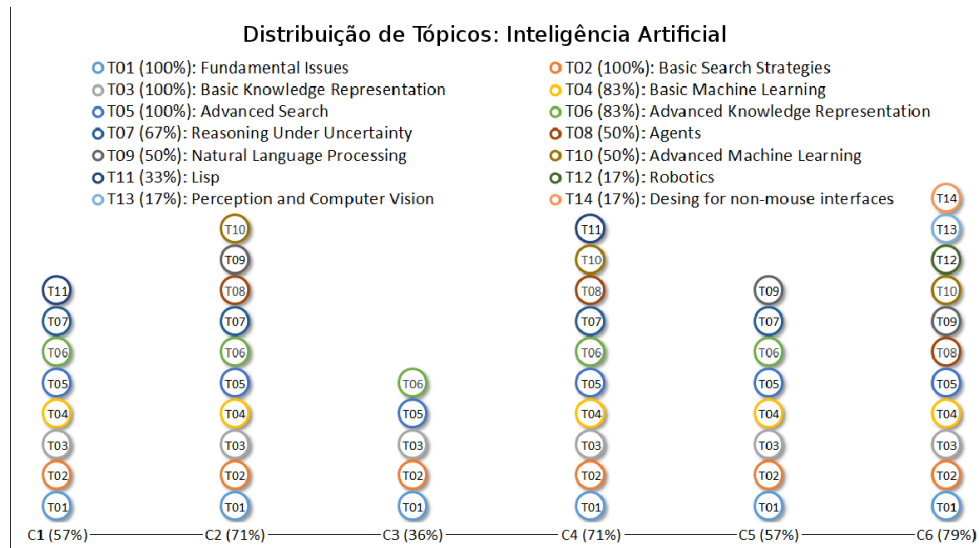 Distribuição de Tópicos: Inteligência Artificial
T01 (100%): Fundamental Issues T02 (100%): Basic Search Strategies
T03 (100%): Basic Knowledge Representation T04 (83%): Basic Machine Learning
T05 (100%): Advanced Search T06 (83%): Advanced Knowledge Representation
T07 (67%): Reasoning Under Uncertainty T08 (50%): Agents
T09 (50%): Natural Language Processing T10 (50%): Advanced Machine Learning
T11 (33%): Lisp T12 (17%): Robotics
T13 (17%): Perception and Computer Vision T14 (17%): Desing for non-mouse interfaces T14
T10 T11 T13
T09 T10 T12
T11 T08 T08 T09 T10
T07 T07 T07 T07 T09
T06 T06 T06 T06 T08
T05 T05 T06 T05 T05 T05
T04 T04 T05 T04 T04 T04
T03 T03 T03 T03 T03 T03
T02 T02 T02 T02 T02 T02
T01 T01 T01 T01 T01 T01
C1 (57%) C2 (71%) C3 (36%) C4 (71%) C5 (57%) C6 (79%)